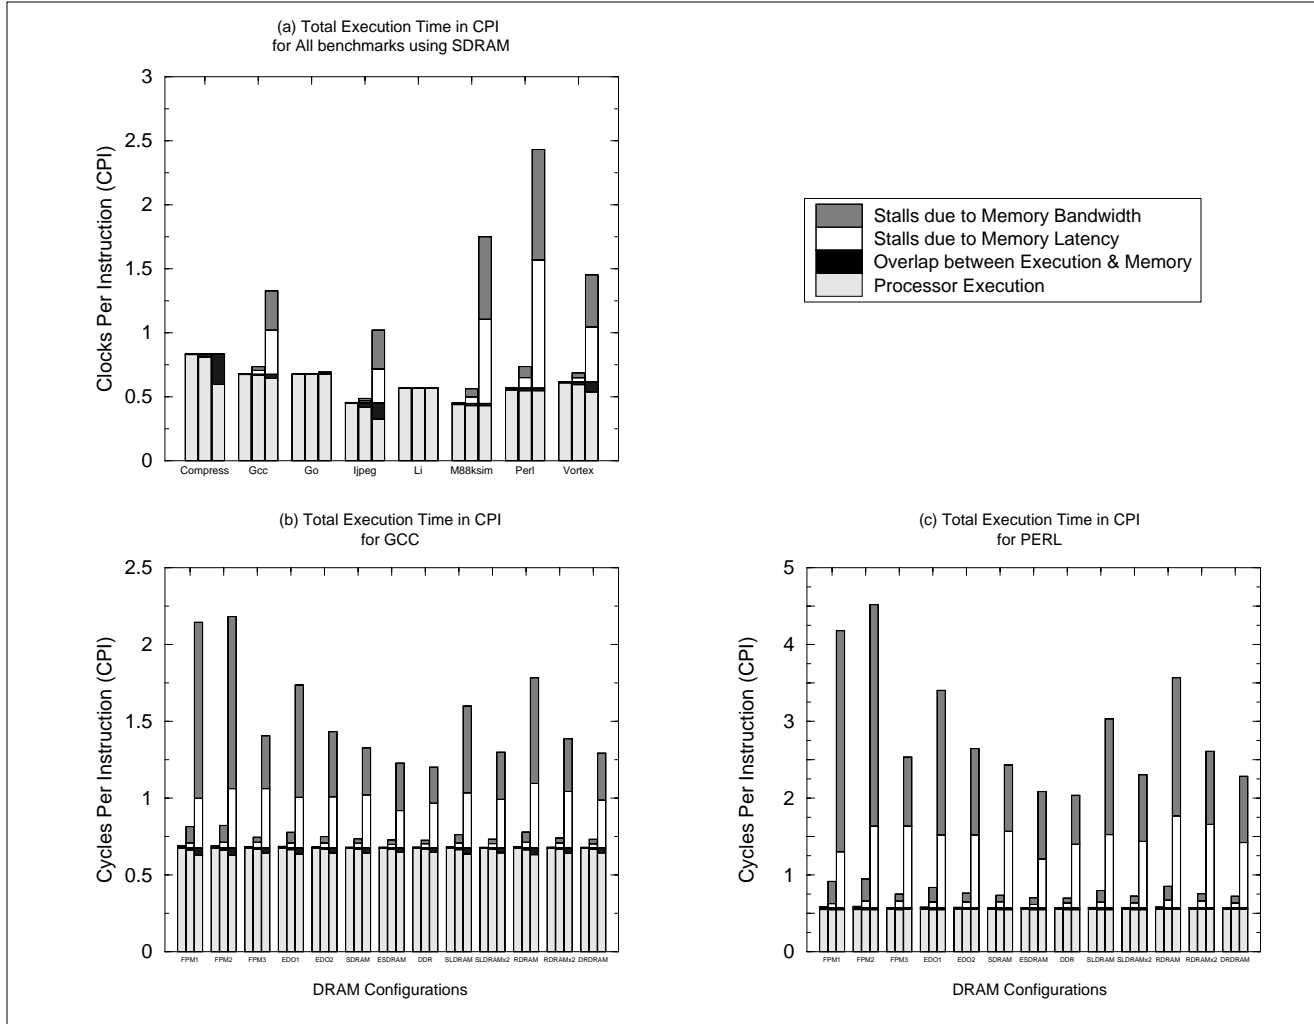 (a) Total Execution Time in CPI
for All benchmarks using SDRAM
3
2.5
2
1.5
1
0.5
0
Clocks Per Instruction (CPI)
Compress Gcc Go Ijpeg Li M88ksim Perl Vortex
Stalls due to Memory Bandwidth
Stalls due to Memory Latency
Overlap between Execution & Memory
Processor Execution
(b) Total Execution Time in CPI
for GCC
2.5
2
1.5
1
0.5
0
Cycles Per Instruction (CPI)
FPM1 FPM2 FPM3 EDO1 EDO2 SDRAM ESDRAM DDR SLDRAM SLDRAMx2 RDRAM RDRAMx2 DRDRAM
DRAM Configurations
(c) Total Execution Time in CPI
for PERL
5
4
3
2
1
0
Cycles Per Instruction (CPI)
FPM1 FPM2 FPM3 EDO1 EDO2 SDRAM ESDRAM DDR SLDRAM SLDRAMx2 RDRAM RDRAMx2 DRDRAM
DRAM Configurations